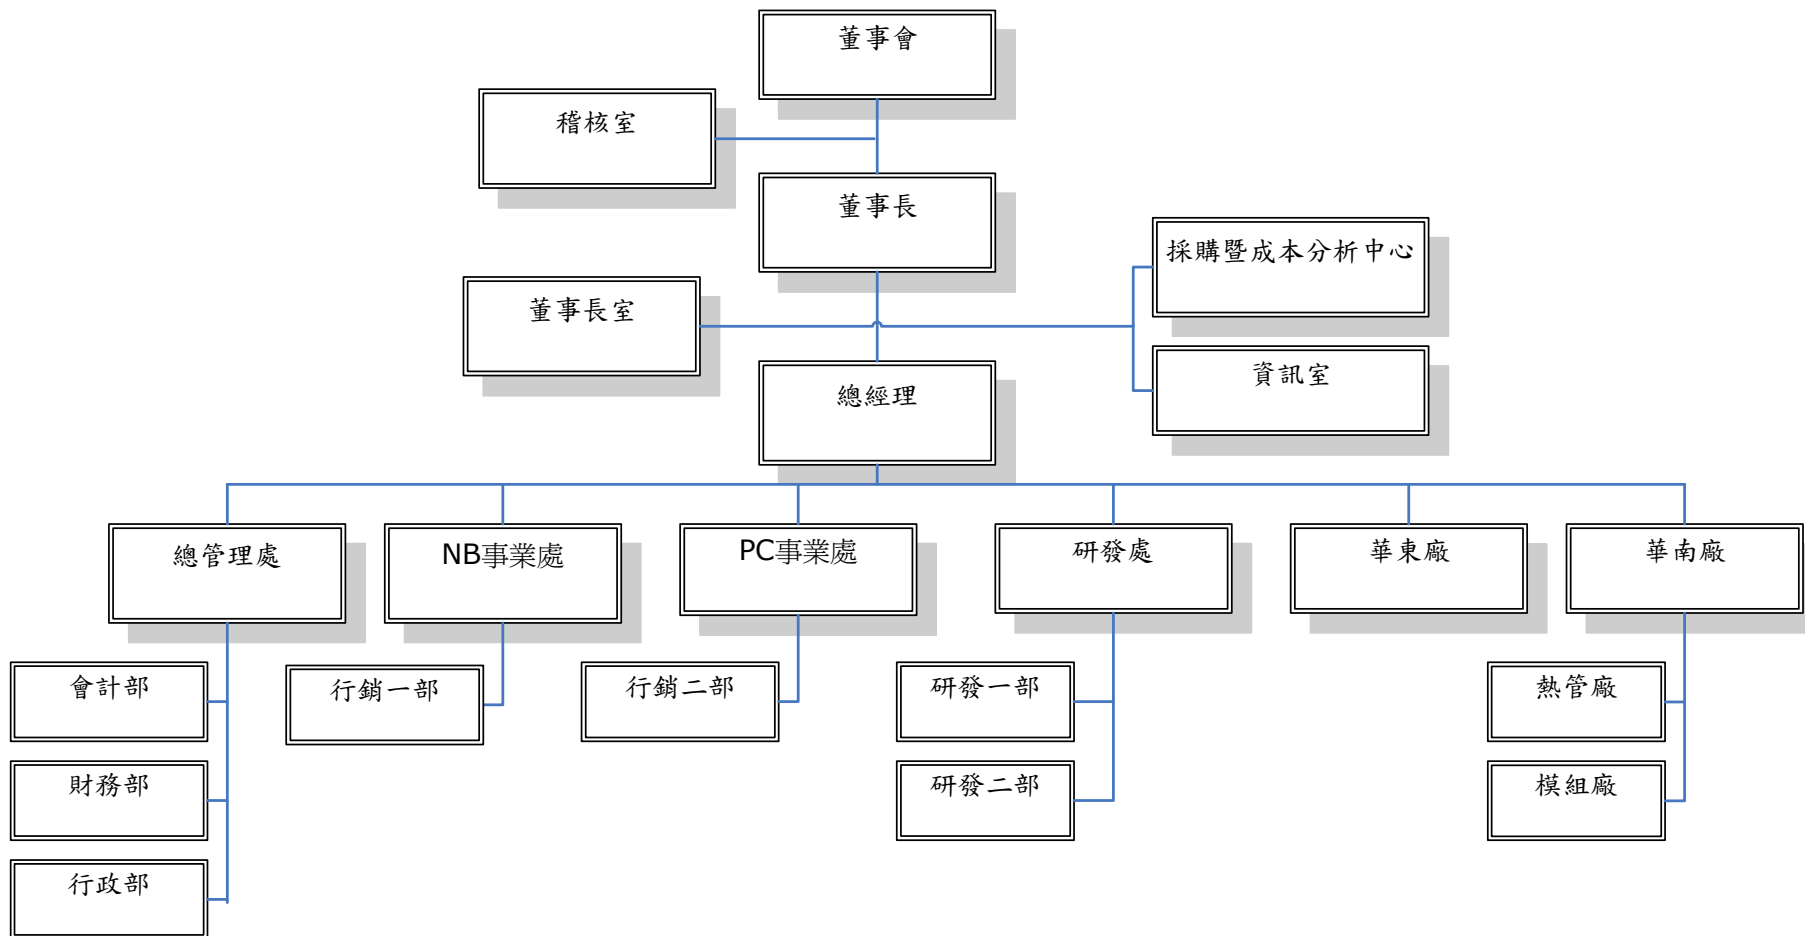 董事會
稽核室
董事長
採購暨成本分析中心
董事長室
資訊室
總經理
總管理處
NB事業處
PC事業處
研發處
華東廠
華南廠
會計部
行銷一部
行銷二部
研發一部
熱管廠
財務部
研發二部
模組廠
行政部